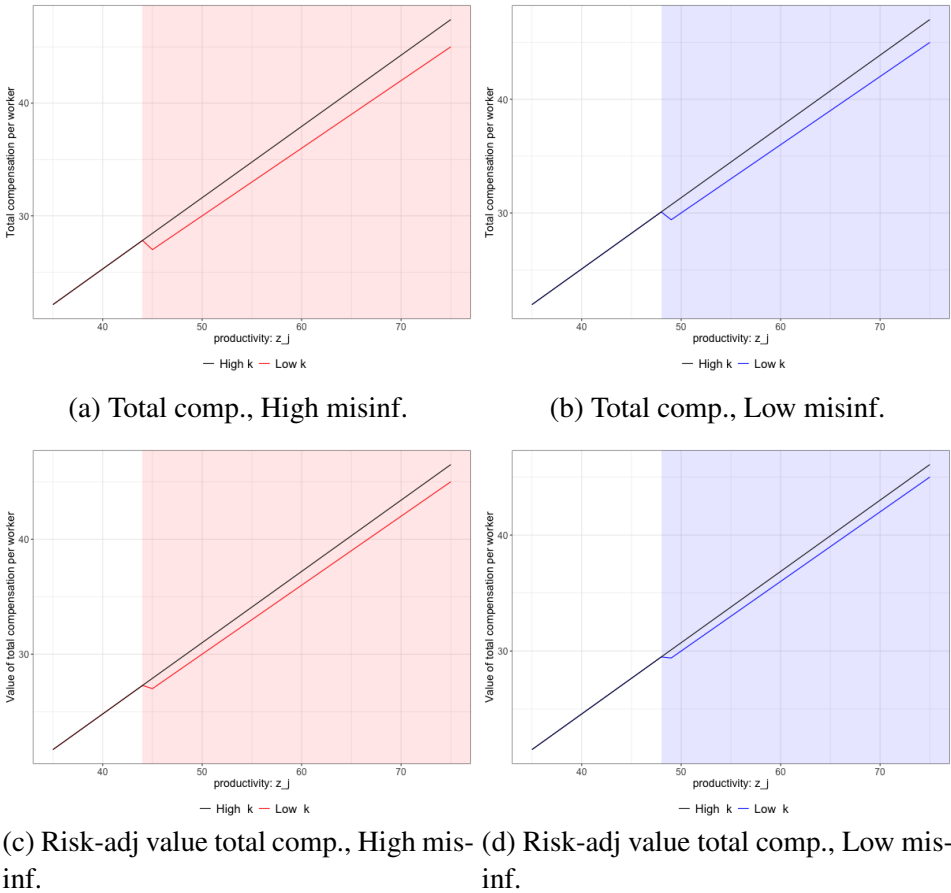 Total compensation per worker
40
30
40
50
60
70
productivity: z_j
High k
Low k
(a) Total comp., High misinf.
Total compensation per worker
40
30
40
50
60
70
productivity: z_j
High k
Low k
(b) Total comp., Low misinf.
Value of total compensation per worker
40
30
40
50
60
70
productivity: z_j
High k
Low k
(c) Risk-adj value total comp., High mis-
inf.
Value of total compensation per worker
40
30
40
50
60
70
productivity: z_j
High k
Low k
(d) Risk-adj value total comp., Low mis-
inf.